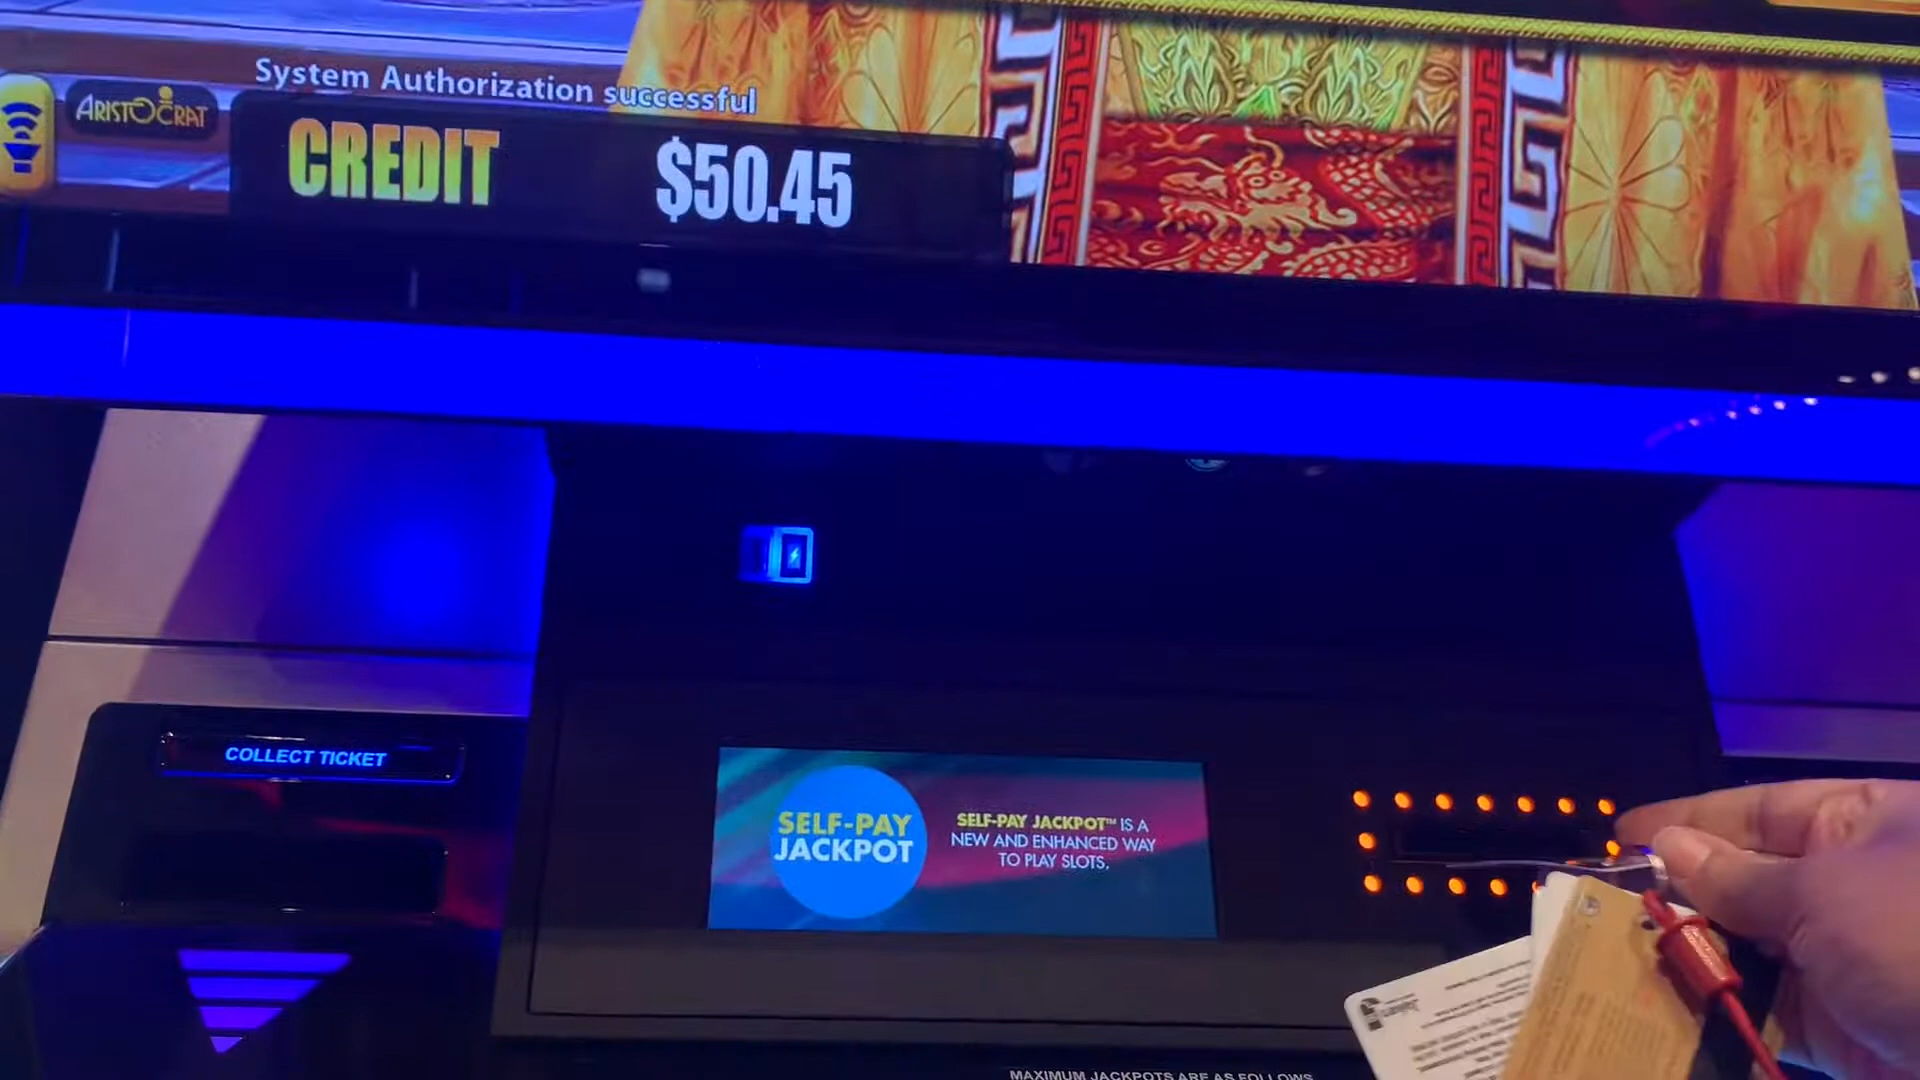 System Authorization successful
ARISTOCRAT
CREDIT $50.45
COLLECT TICKET
SELF-PAY
JACKPOT
SELF-PAY JACKPOT™ IS A
NEW AND ENHANCED WAY
TO PLAY SLOTS.
MAXIMUM JACKPOTS ARE AS FOLLOWS